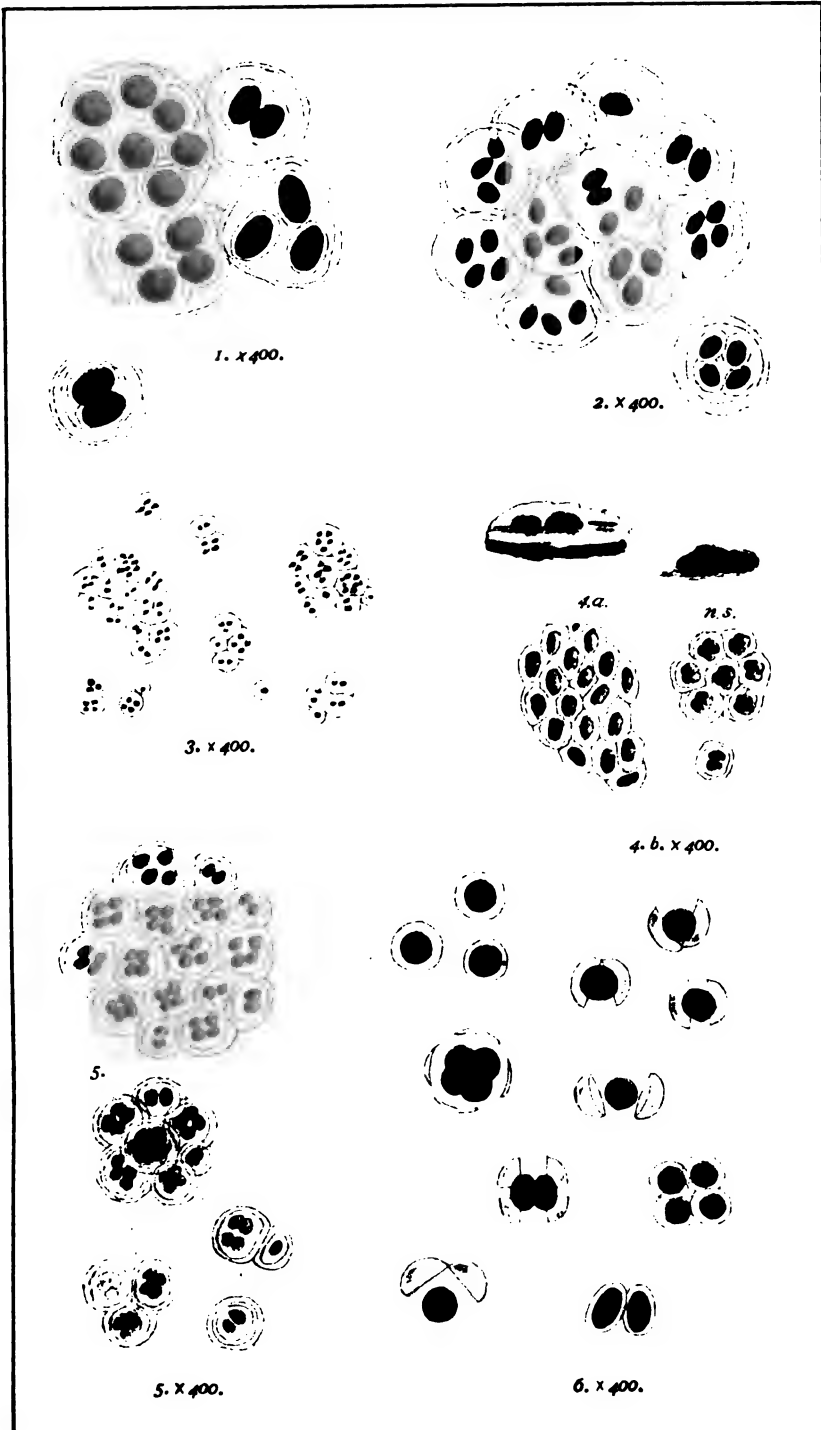 1. × 400.
2. × 400.
3. × 400.
4.a.
n.s.
4. b. × 400.
5.
5. × 400.
6. × 400.